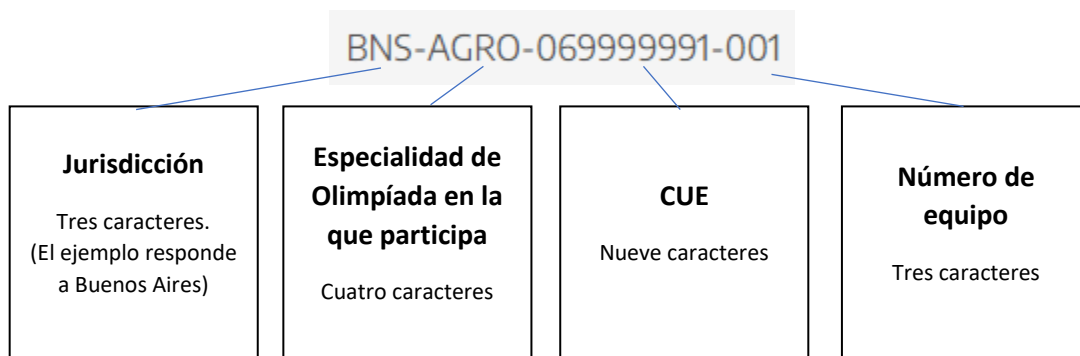 BNS-AGRO-069999991-001
Jurisdicción
Tres caracteres.
(El ejemplo responde
a Buenos Aires)
Especialidad de
Olimpíada en la
que participa
Cuatro caracteres
CUE
Nueve caracteres
Número de
equipo
Tres caracteres